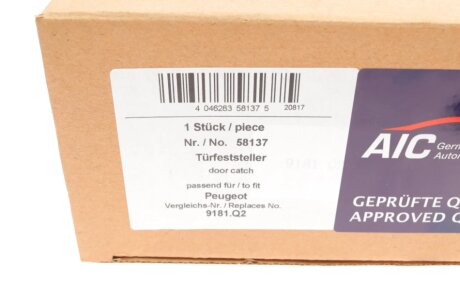 4 046283 58137 5 20817
1 Stück / piece
Nr. / No. 58137
Türfeststeller
door catch
passend für / to fit
Peugeot
Vergleichs-Nr. / Replaces No.
9181.Q2
AIC
GEPRÜFTE Q
APPROVED Q